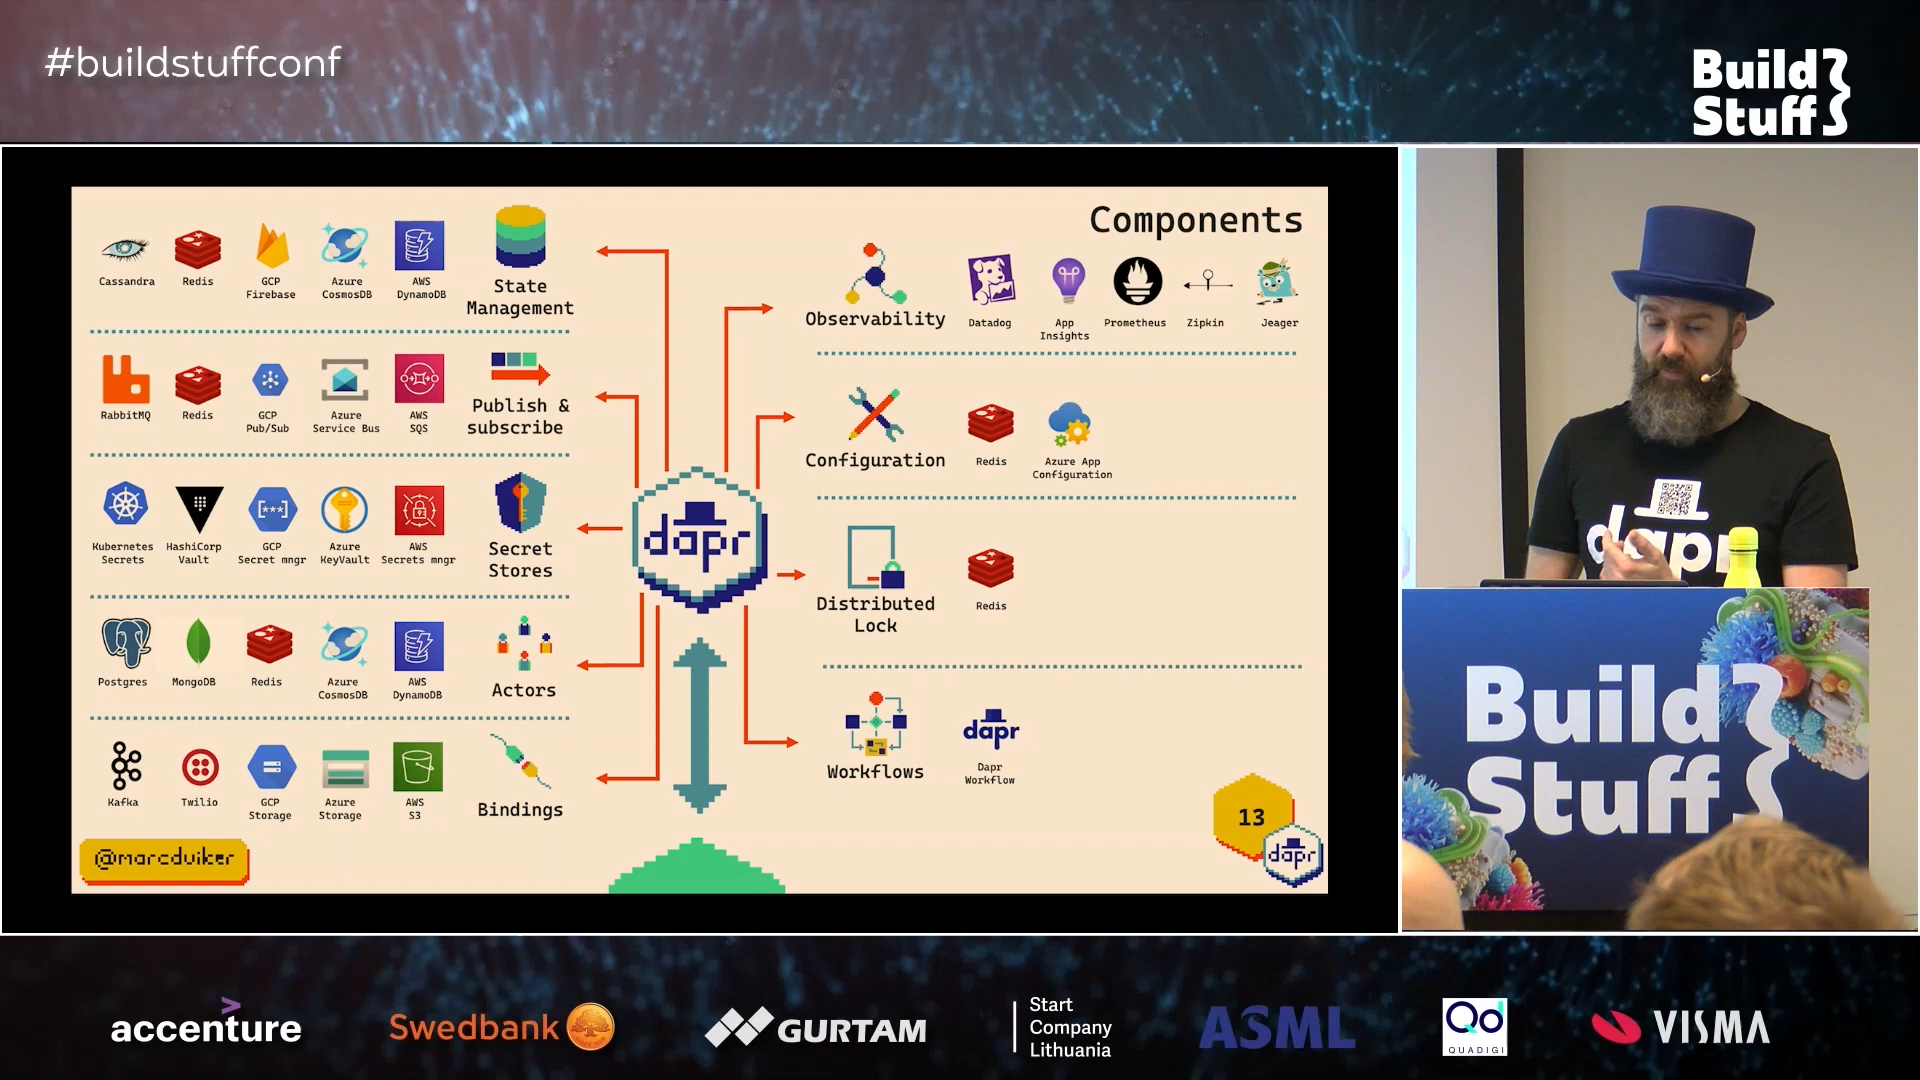 #buildstuffconf
Build
Stuff
Components
Cassandra
Redis
GCP
Firebase
Azure
CosmosDB
AWS
DynamoDB
State
Management
RabbitMQ
Redis
GCP
Pub/Sub
Azure
Service Bus
AWS
SQS
Publish &
subscribe
Kubernetes
Secrets
HashiCorp
Vault
GCP
Secret mngr
Azure
KeyVault
AWS
Secrets mngr
Secret
Stores
Postgres
MongoDB
Redis
Azure
CosmosDB
AWS
DynamoDB
Actors
Kafka
Twilio
GCP
Storage
Azure
Storage
AWS
S3
Bindings
dapr
Observability
Datadog
App
Insights
Prometheus
Zipkin
Jeager
Configuration
Redis
Azure App
Configuration
Distributed
Lock
Redis
Workflows
dapr
Dapr
Workflow
@marcduiker
13
dapr
dapr
Build
Stuff
accenture
Swedbank
GURTAM
Start
Company
Lithuania
ASML
Qd
QUADIGI
VISMA